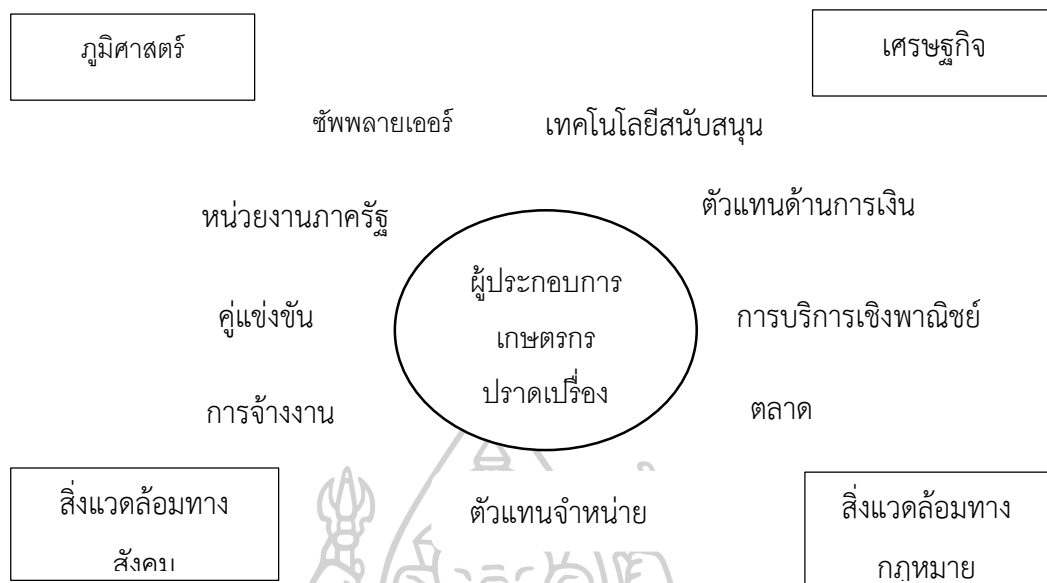 ภูมิศาสตร์
เศรษฐกิจ
ซัพพลายเออร์
เทคโนโลยีสนับสนุน
หน่วยงานภาครัฐ
ตัวแทนด้านการเงิน
ผู้ประกอบการ
เกษตรกร
ปราดเปรื่อง
คู่แข่งขัน
การบริการเชิงพาณิชย์
การจ้างงาน
ตลาด
สิ่งแวดล้อมทาง
สังคม
ตัวแทนจำหน่าย
สิ่งแวดล้อมทาง
กฎหมาย